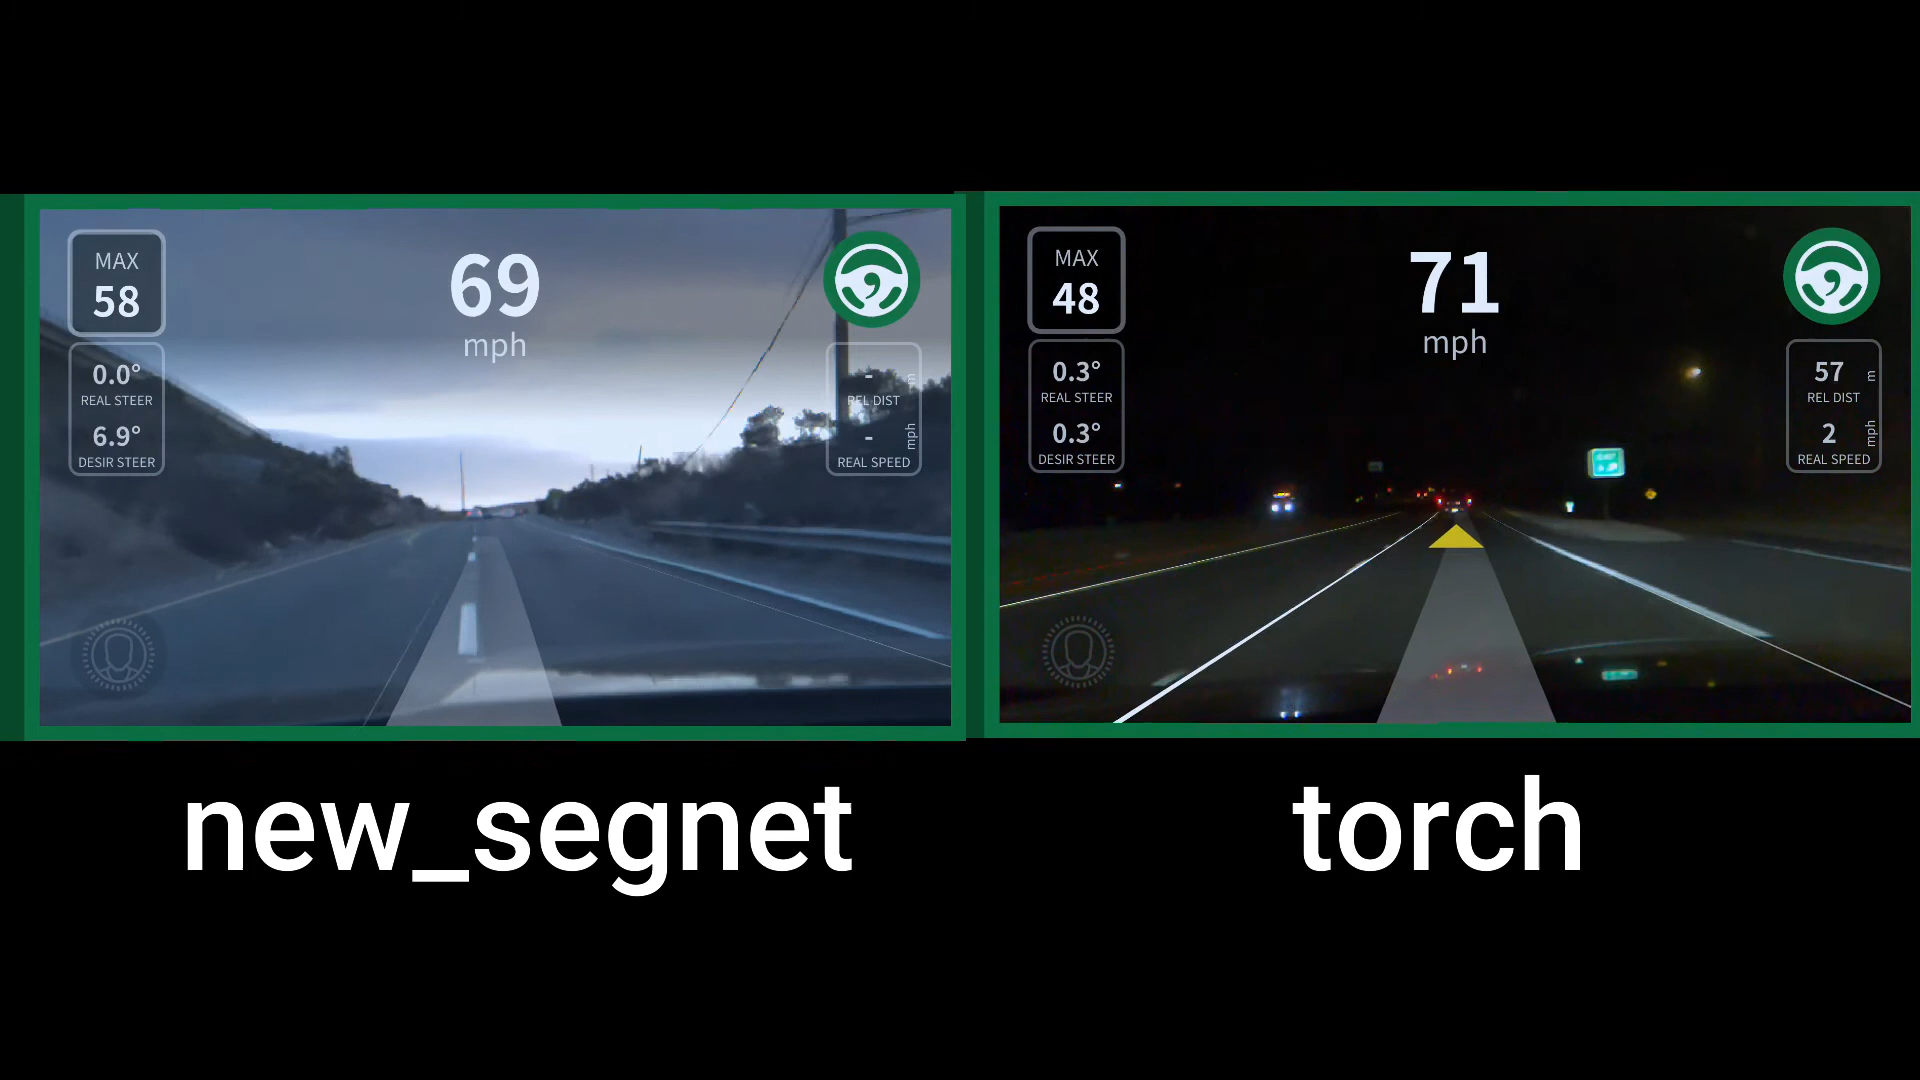 MAX
58
69
mph
0.0°
REAL STEER
6.9°
DESIR STEER
-
m
REL DIST
-
mph
REAL SPEED
MAX
48
71
mph
0.3°
REAL STEER
0.3°
DESIR STEER
57
m
REL DIST
2
mph
REAL SPEED
new_segnet
torch